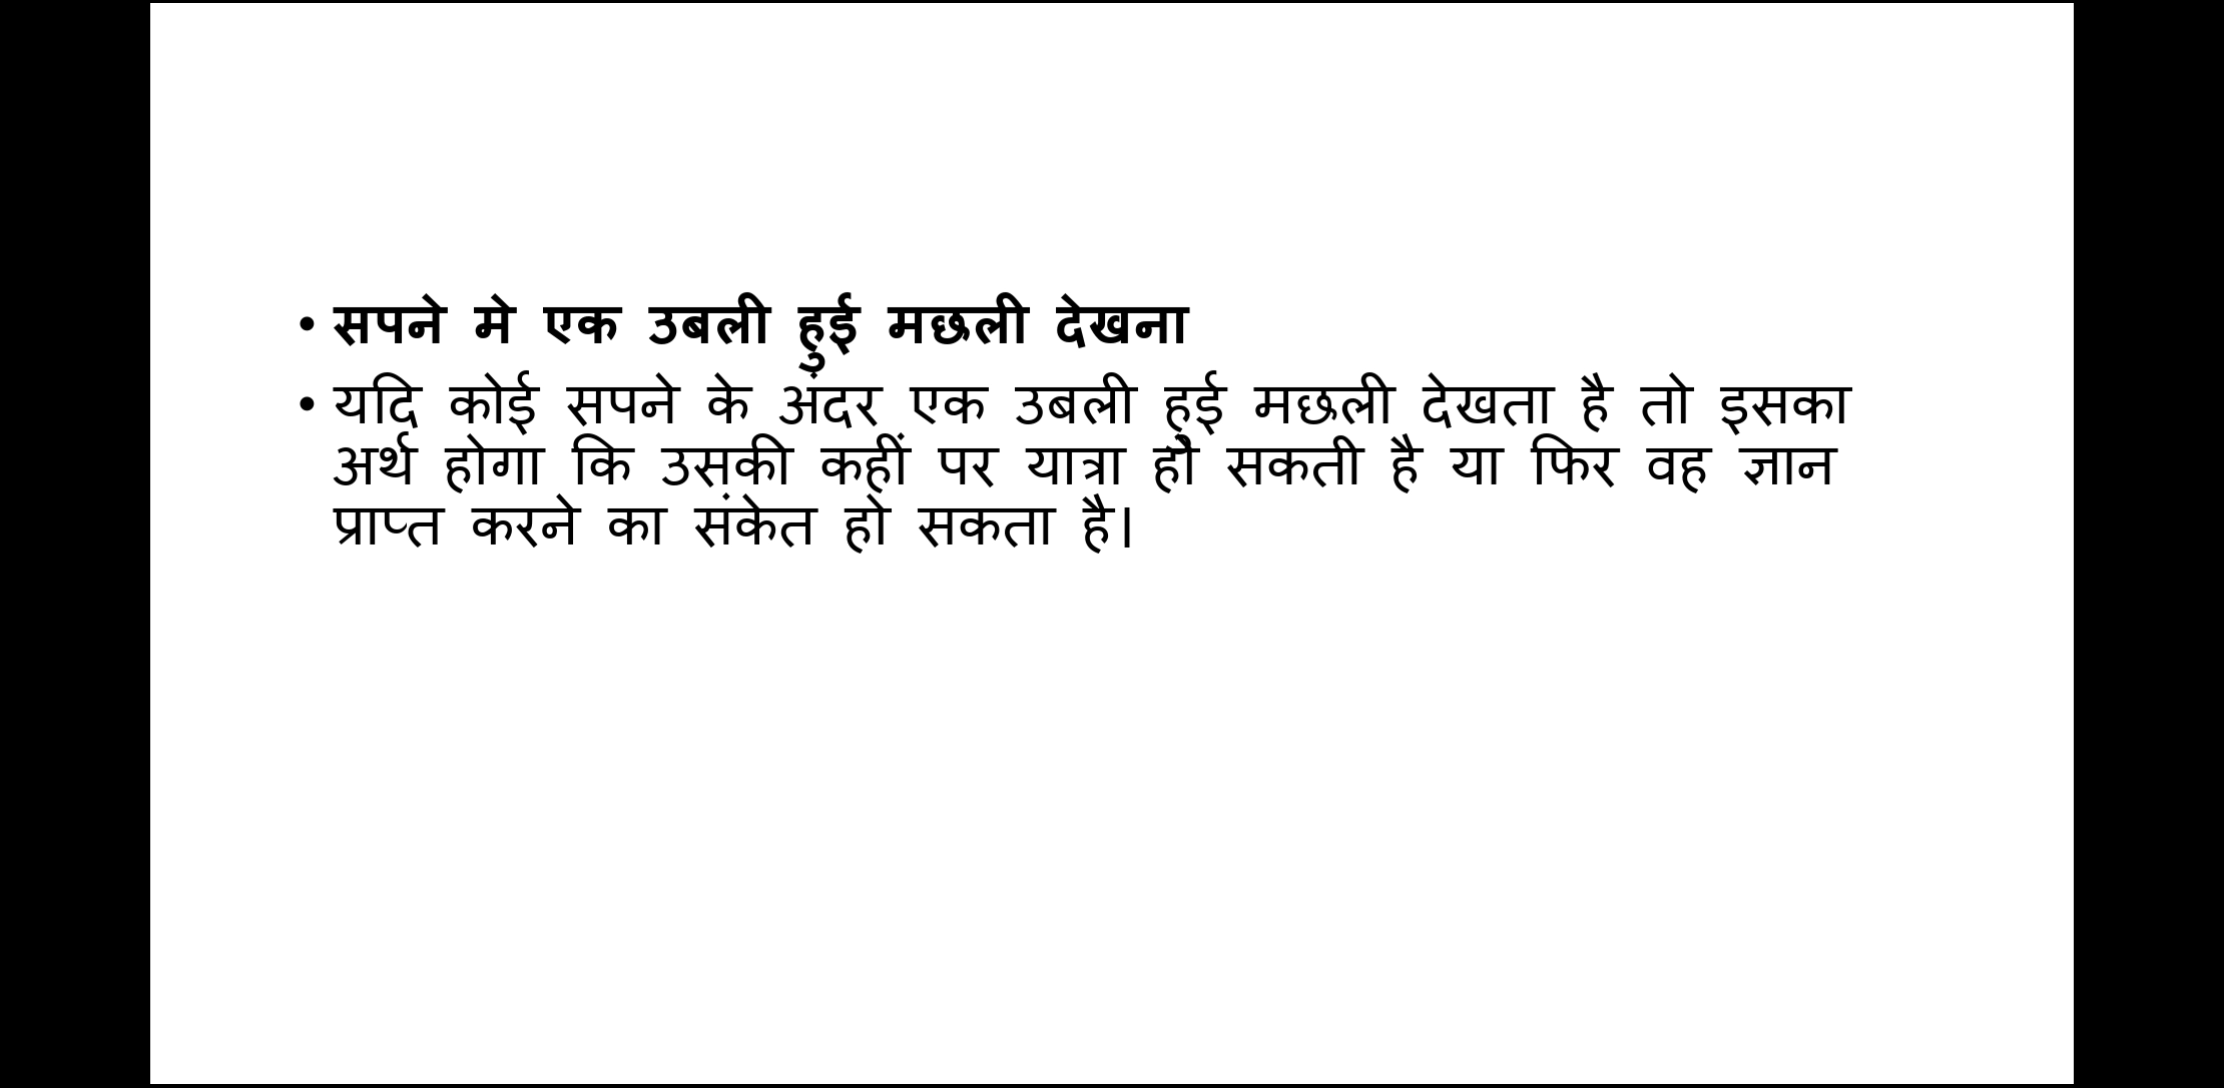 • सपने मे एक उबली हुई मछली देखना
• यदि कोई सपने के अंदर एक उबली हुई मछली देखता है तो इसका
अर्थ होगा कि उसकी कहीं पर यात्रा हो सकती है या फिर वह ज्ञान
प्राप्त करने का संकेत हो सकता है।